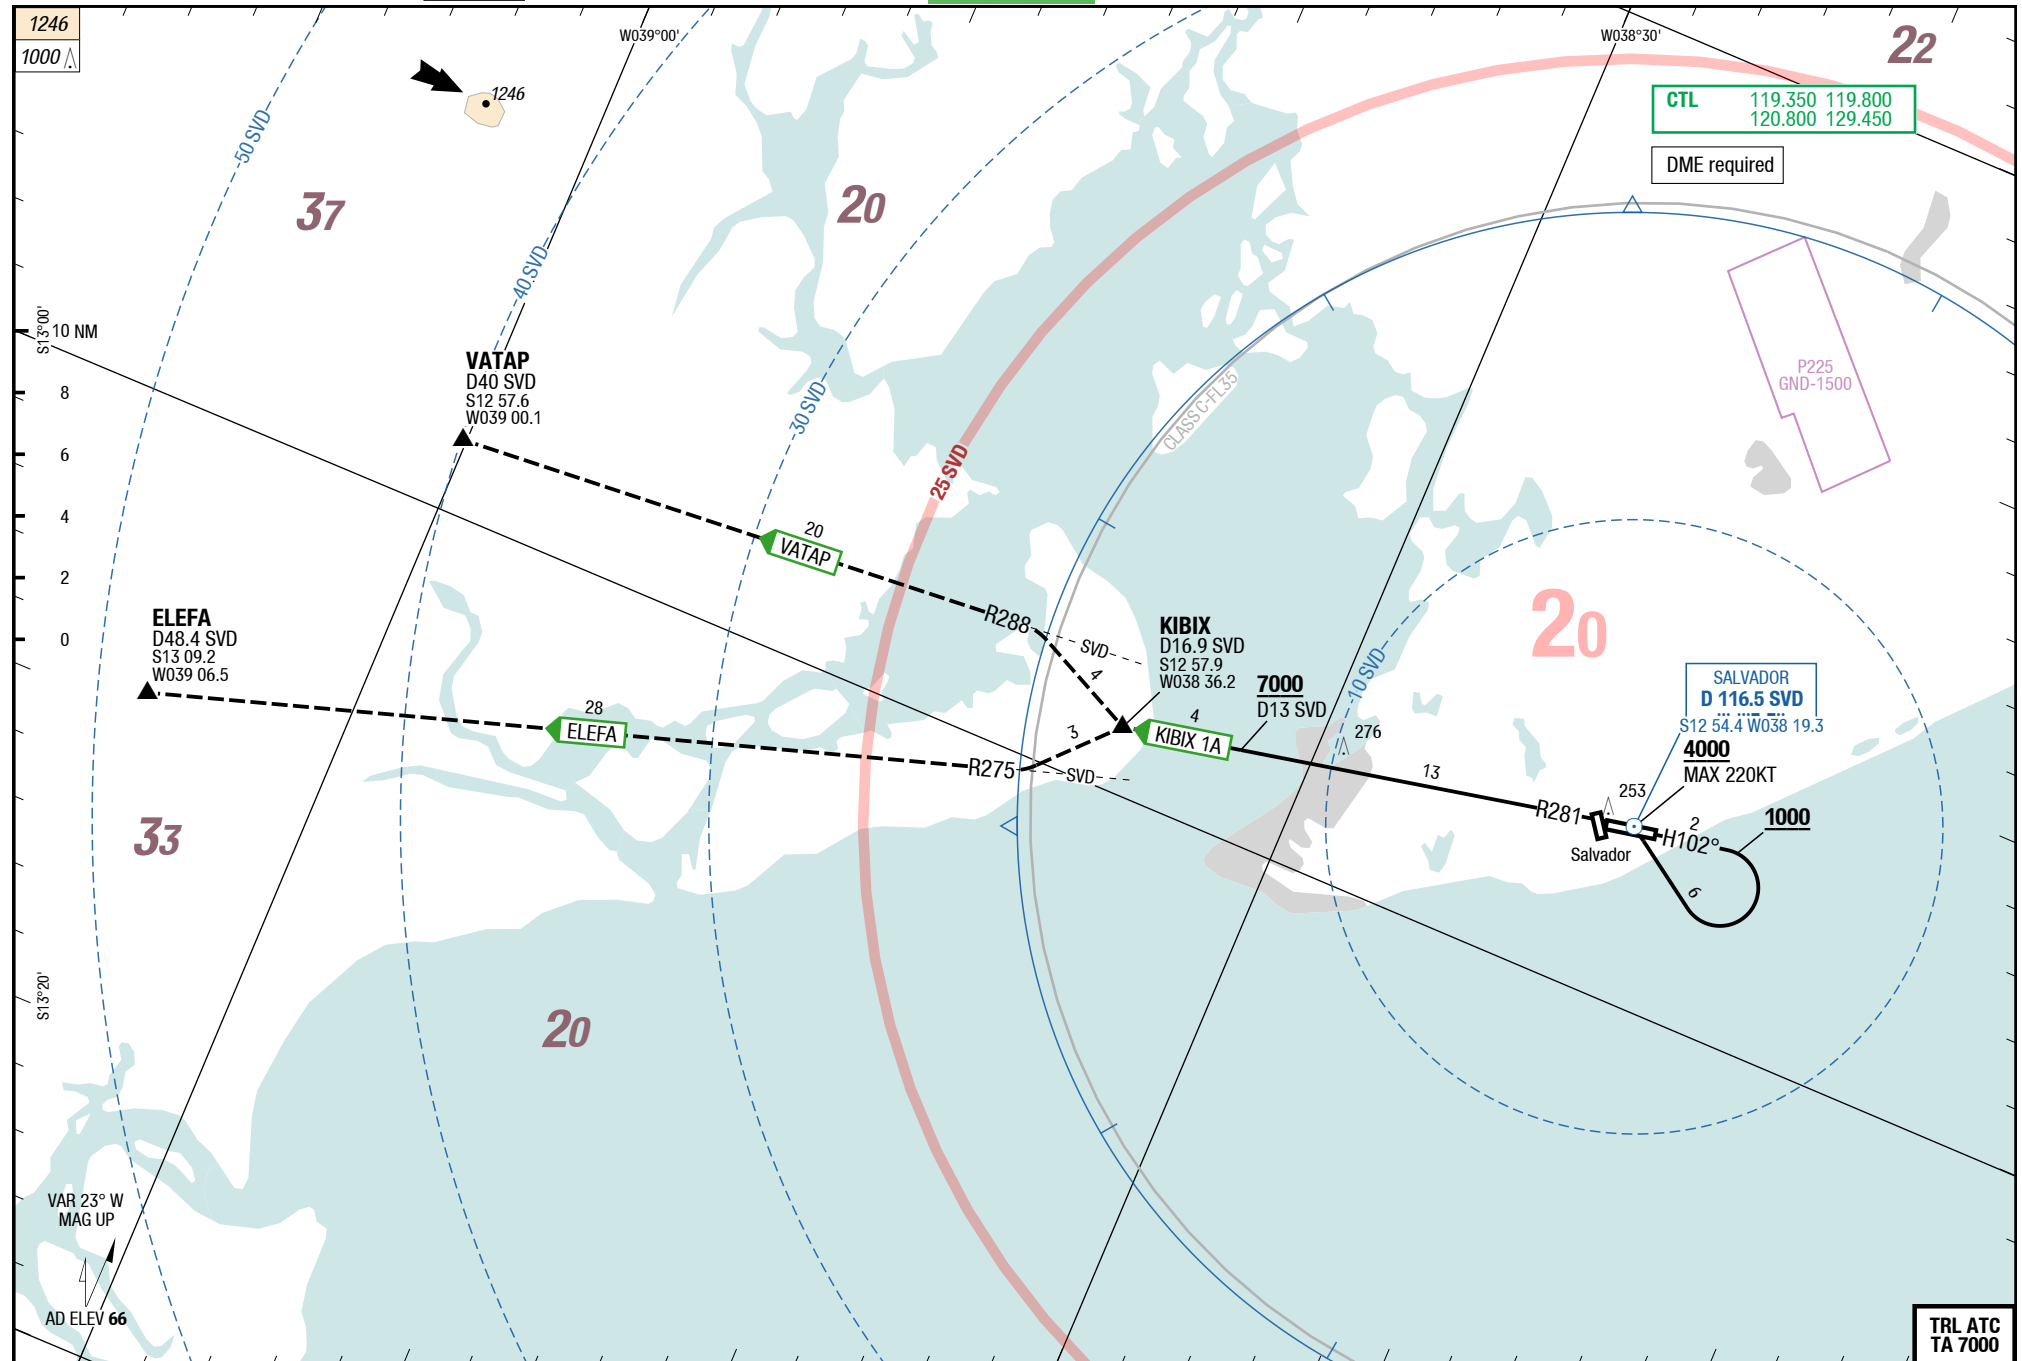 1246
1000
W039°00'
W038°30'
22
CTL 119.350 119.800
120.800 129.450
DME required
1246
50 SVD
37
20
40 SVD
S13°00'
10 NM
8
6
4
2
0
VATAP
D40 SVD
S12 57.6
W039 00.1
30 SVD
25 SVD
CLASS C-FL35
P225
GND-1500
20
VATAP
R288
SVD
4
ELEFA
D48.4 SVD
S13 09.2
W039 06.5
28
ELEFA
R275
SVD
3
KIBIX
D16.9 SVD
S12 57.9
W038 36.2
7000
D13 SVD
4
KIBIX 1A
10 SVD
276
13
20
SALVADOR
D 116.5 SVD
S12 54.4 W038 19.3
4000
MAX 220KT
253
R281
Salvador
2
H102°
1000
6
33
20
S13°20'
VAR 23° W
MAG UP
AD ELEV 66
TRL ATC
TA 7000